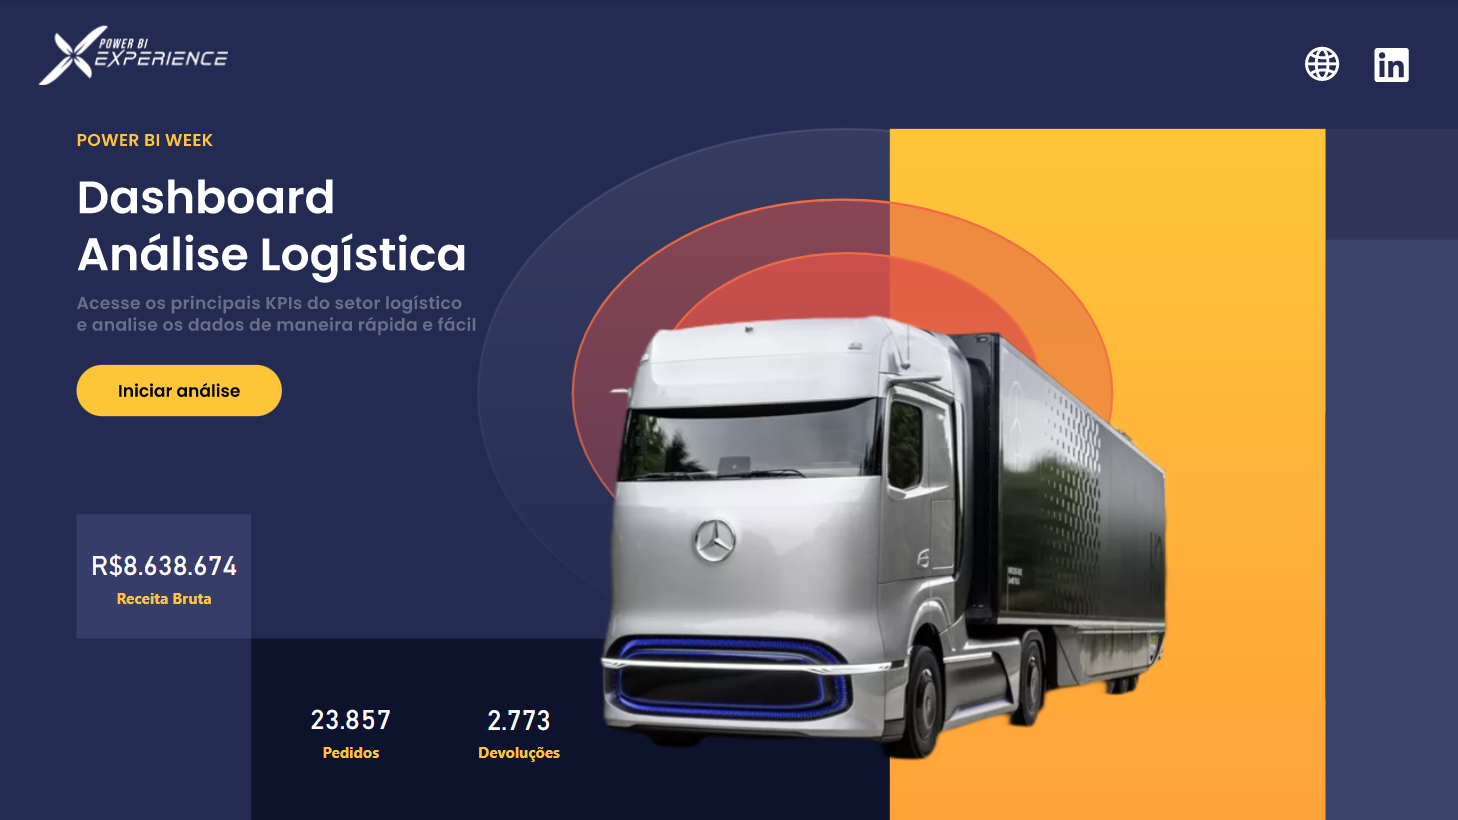 POWER BI
EXPERIENCE
in
POWER BI WEEK
Dashboard
Análise Logística
Acesse os principais KPIs do setor logístico
e analise os dados de maneira rápida e fácil
Iniciar análise
R$8.638.674
Receita Bruta
23.857
Pedidos
2.773
Devoluções